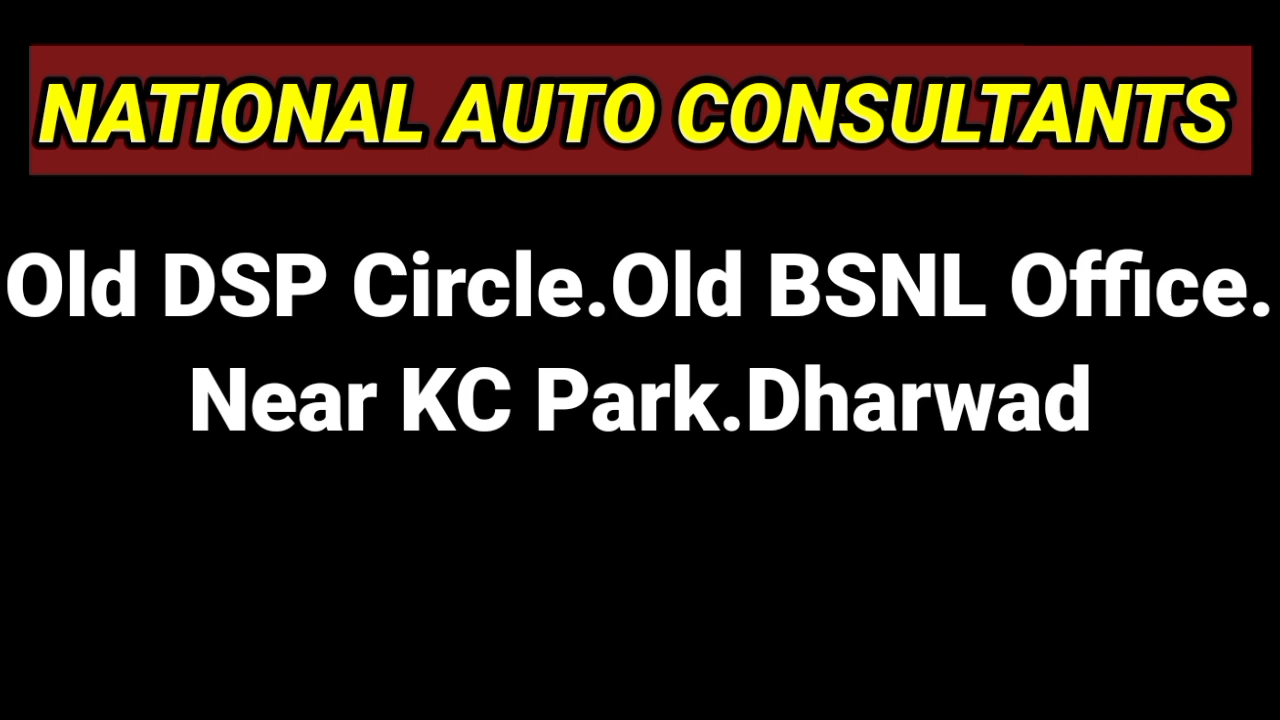 NATIONAL AUTO CONSULTANTS
Old DSP Circle.Old BSNL Office.
Near KC Park.Dharwad